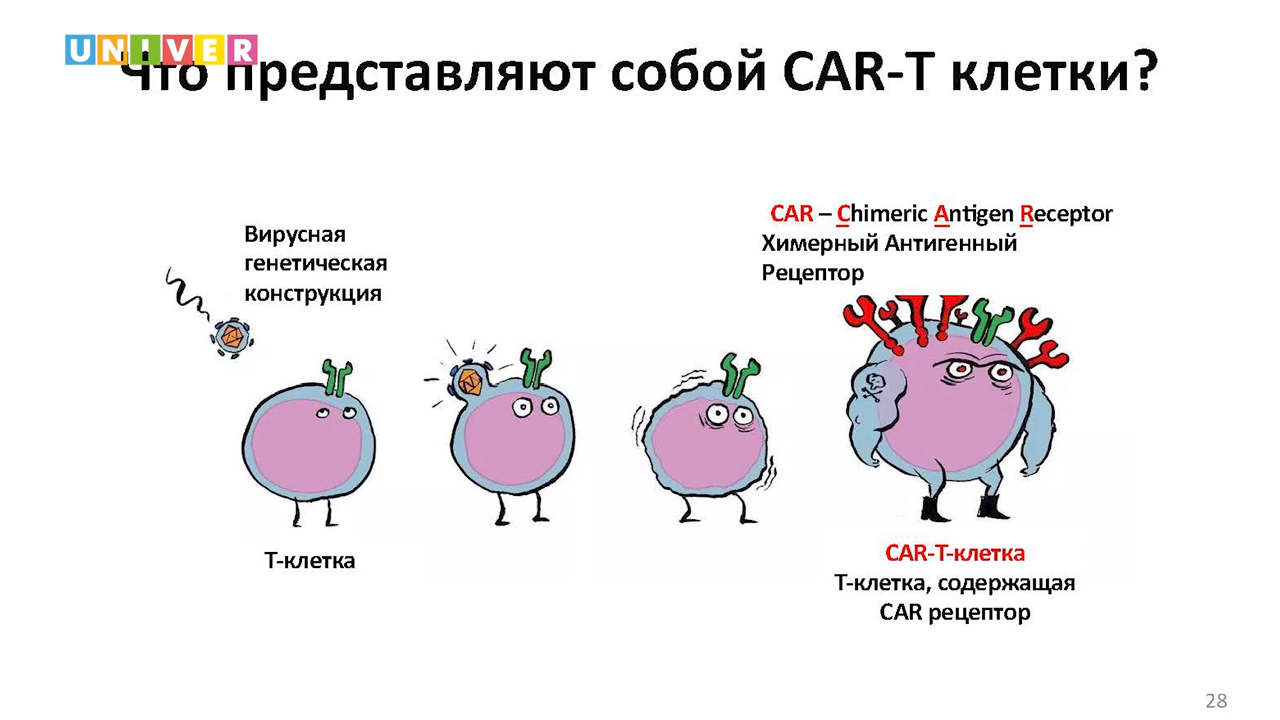 UNIVER
Что представляют собой CAR-T клетки?
Вирусная
генетическая
конструкция
CAR – Chimeric Antigen Receptor
Химерный Антигенный
Рецептор
Т-клетка
CAR-T-клетка
Т-клетка, содержащая
CAR рецептор
28